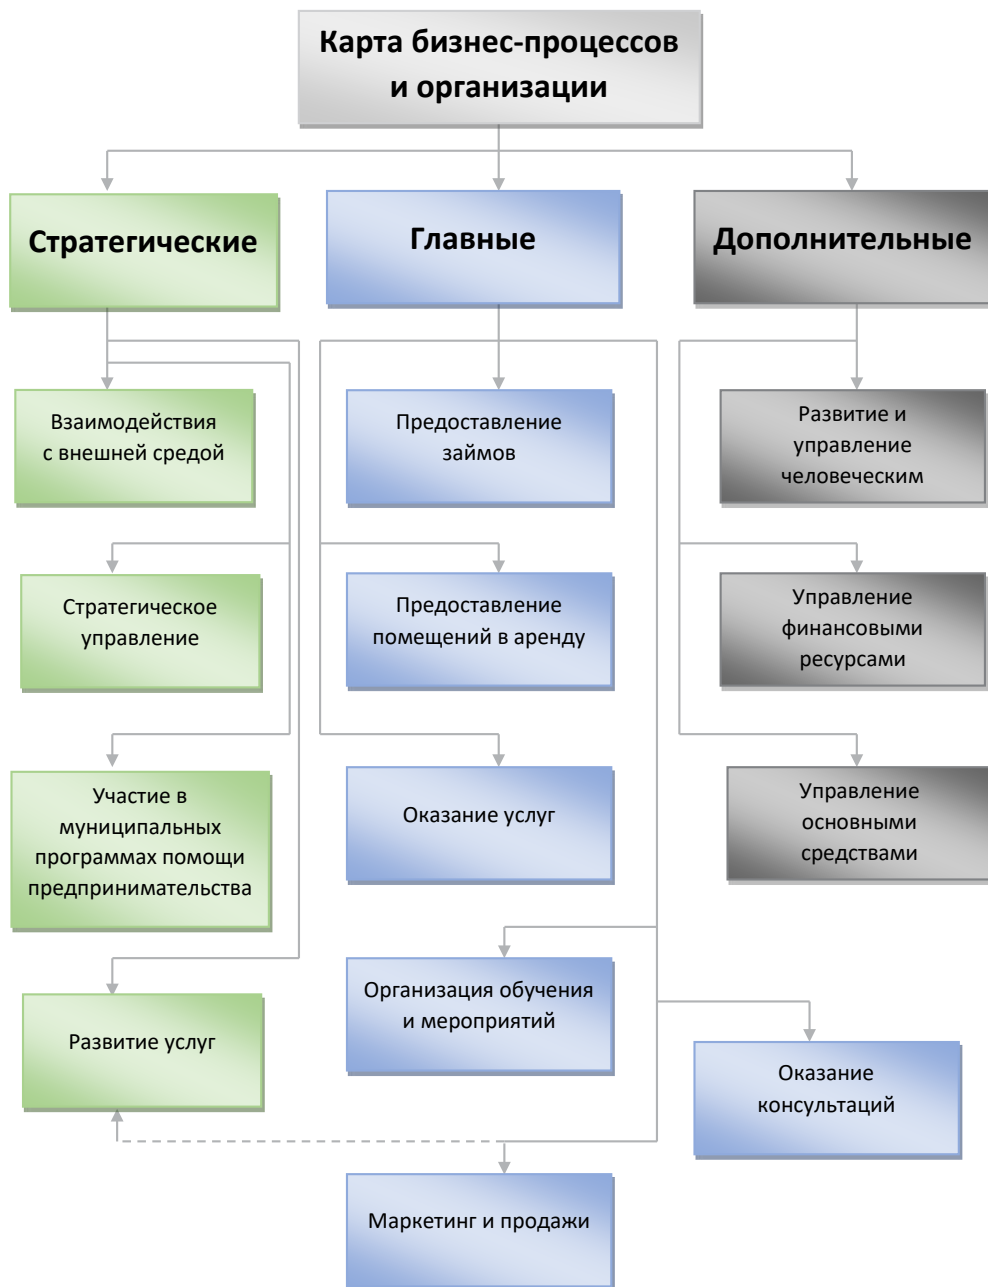 Карта бизнес-процессов
и организации
Стратегические
Главные
Дополнительные
Взаимодействия
с внешней средой
Предоставление
займов
Развитие и
управление
человеческим
Стратегическое
управление
Предоставление
помещений в аренду
Управление
финансовыми
ресурсами
Участие в
муниципальных
программах помощи
предпринимательства
Оказание услуг
Управление
основными
средствами
Развитие услуг
Организация обучения
и мероприятий
Оказание
консультаций
Маркетинг и продажи